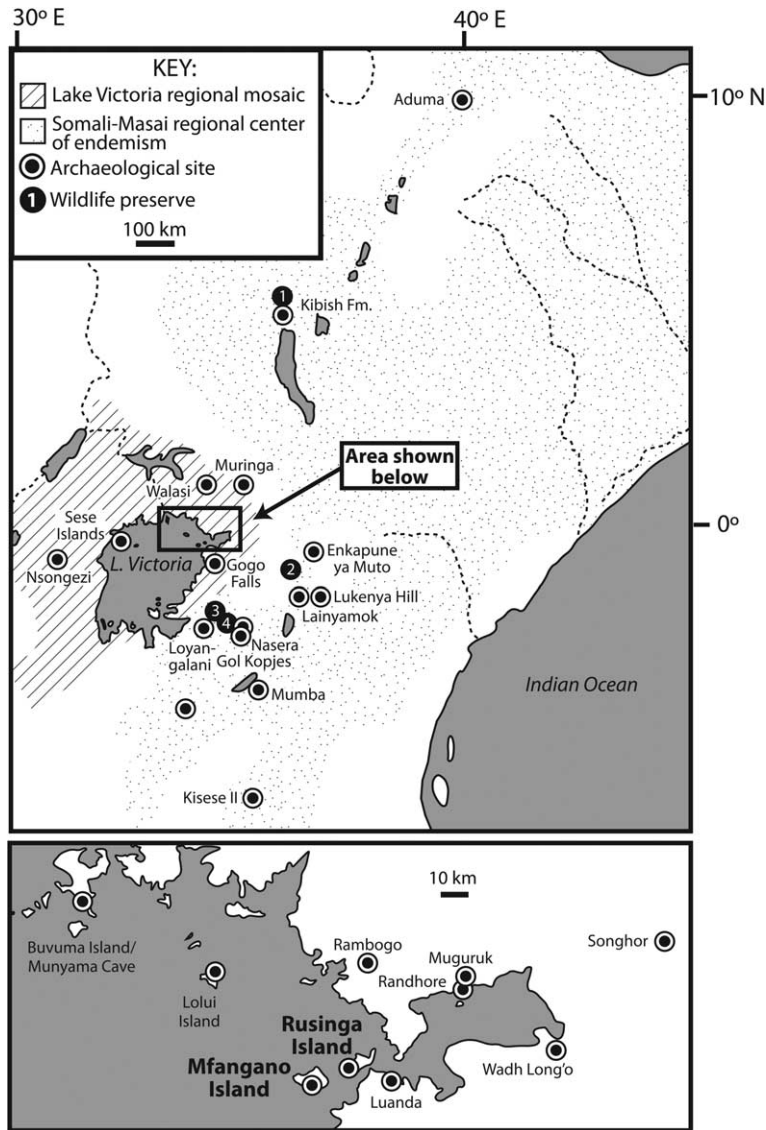 30º E
40º E
10º N
0º
KEY:
Lake Victoria regional mosaic
Somali-Masai regional center
of endemism
Archaeological site
1 Wildlife preserve
100 km
Aduma
1
Kibish Fm.
Area shown
below
Muringa
Walasi
Sese
Islands
Nsongezi
L. Victoria
Gogo
Falls
Enkapune
ya Muto
2
Lukenya Hill
Lainyamok
3
4
Loyan-
galani
Nasera
Gol Kopjes
Mumba
Indian Ocean
Kisese II
10 km
Buvuma Island/
Munyama Cave
Lolui
Island
Rambogo
Muguruk
Randhore
Songhor
Rusinga
Island
Mfangano
Island
Luanda
Wadh Long'o